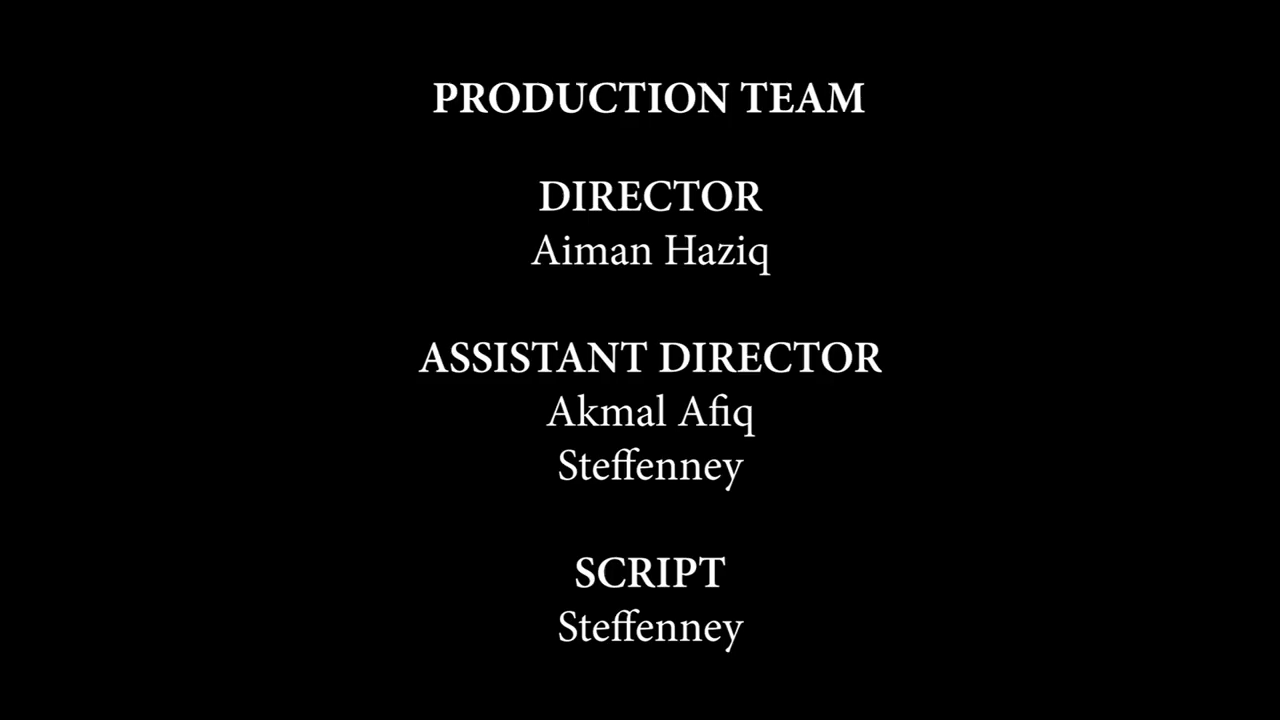 PRODUCTION TEAM
DIRECTOR
Aiman Haziq
ASSISTANT DIRECTOR
Akmal Afiq
Steffenney
SCRIPT
Steffenney